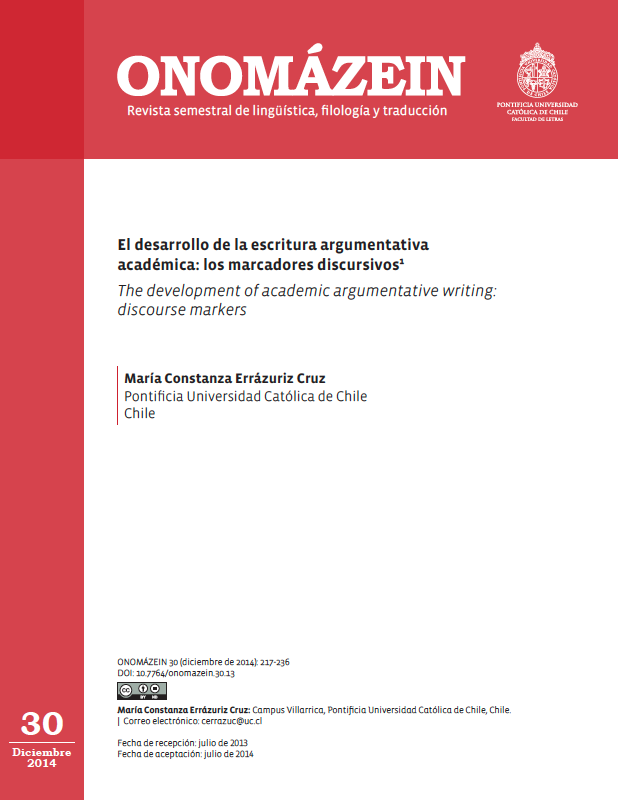 ONOMÁZEIN
Revista semestral de lingüística, filología y traducción
PONTIFICIA UNIVERSIDAD
CATÓLICA DE CHILE
FACULTAD DE LETRAS
El desarrollo de la escritura argumentativa
académica: los marcadores discursivos¹
The development of academic argumentative writing:
discourse markers
María Constanza Errázuriz Cruz
Pontificia Universidad Católica de Chile
Chile
ONOMÁZEIN 30 (diciembre de 2014): 217-236
DOI: 10.7764/onomazein.30.13
cc BY NC
María Constanza Errázuriz Cruz: Campus Villarrica, Pontificia Universidad Católica de Chile, Chile.
| Correo electrónico: cerrazuc@uc.cl
Fecha de recepción: julio de 2013
Fecha de aceptación: julio de 2014
30
Diciembre
2014